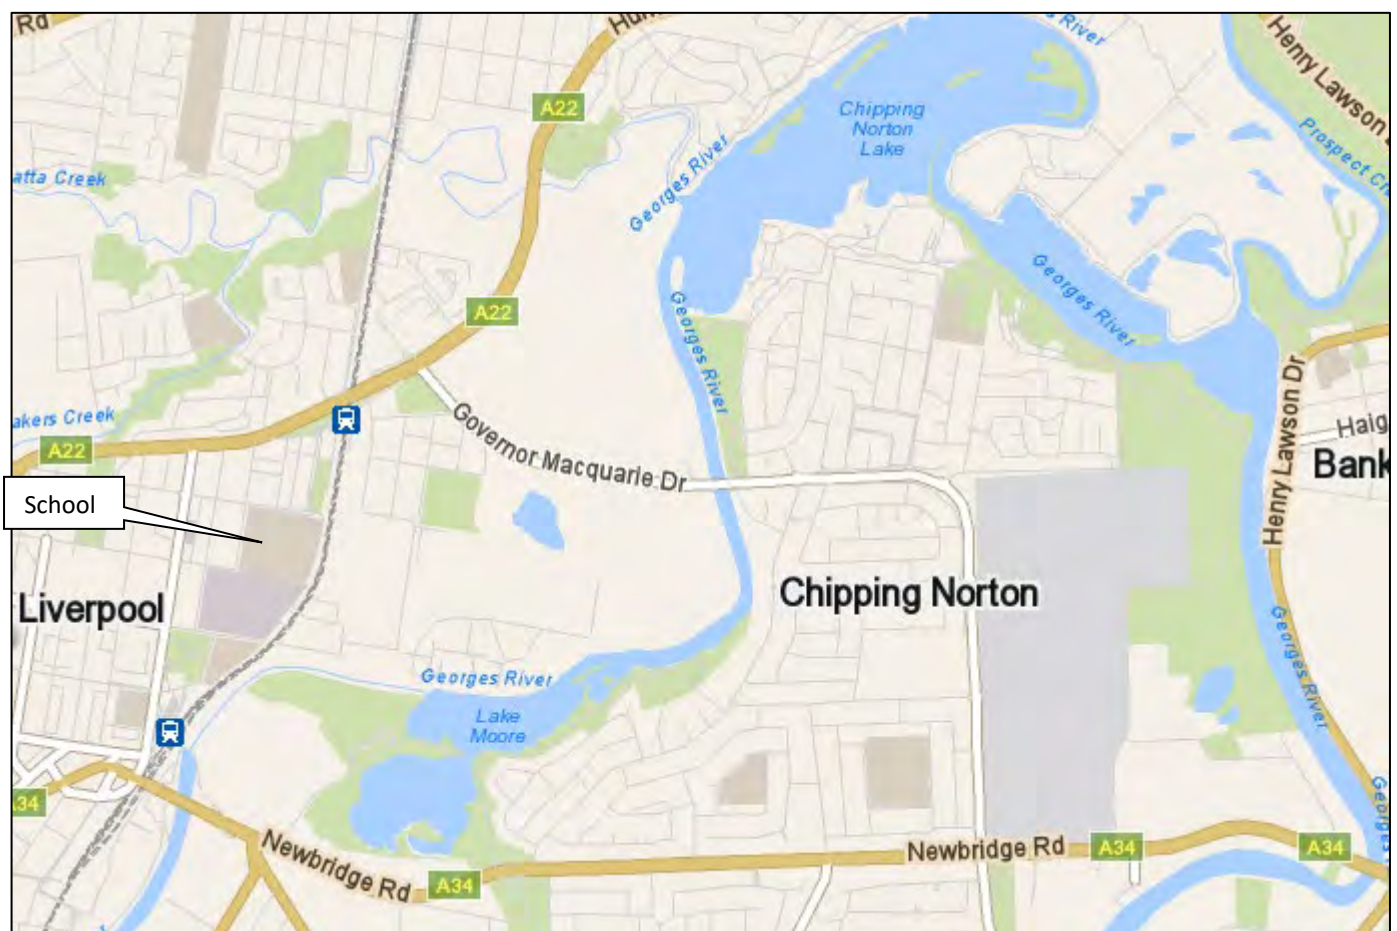 Rd
Hum
s River
Henry Lawson
A22
Chipping
Norton
Lake
Prospect Cr
atta Creek
Georges River
Georges River
A22
Georges River
Henry Lawson Dr
akers Creek
Governor Macquarie Dr
Haig
A22
Bank
School
Liverpool
Chipping Norton
Georges River
Georges River
Lake
Moore
A34
Newbridge Rd
A34
Newbridge Rd
A34
A34
Georges